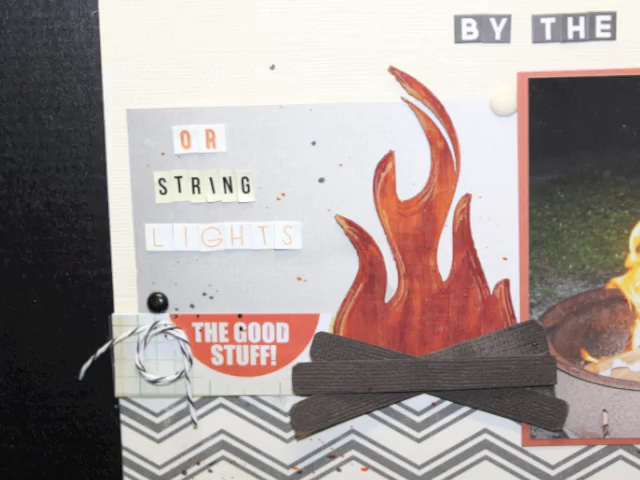 BY THE
OR
STRING
LIGHTS
THE GOOD
STUFF!